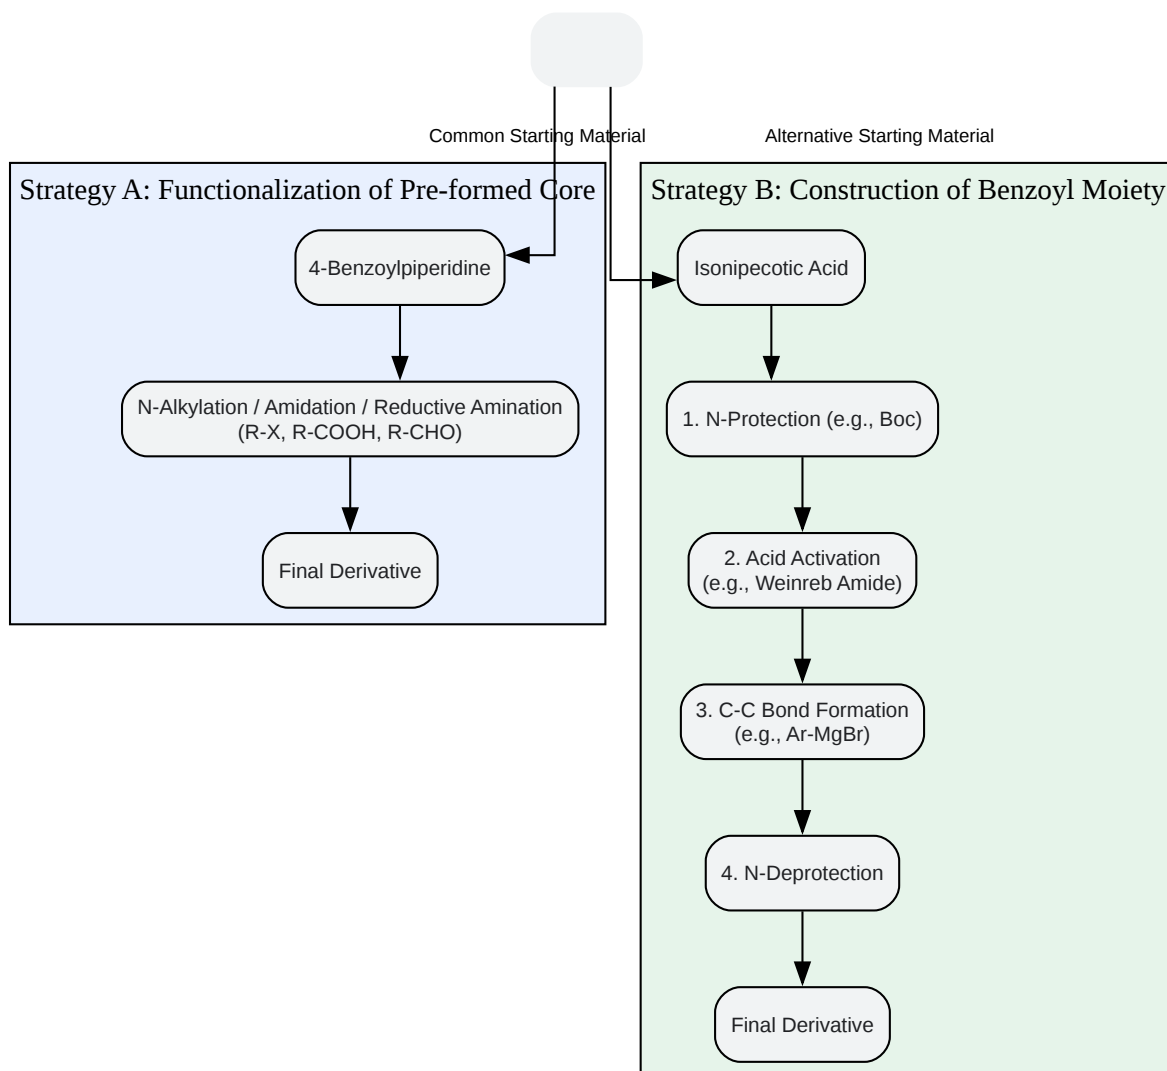 Common Starting Material
Alternative Starting Material
Strategy A: Functionalization of Pre-formed Core
4-Benzoylpiperidine
N-Alkylation / Amidation / Reductive Amination
(R-X, R-COOH, R-CHO)
Final Derivative
Strategy B: Construction of Benzoyl Moiety
Isonipecotic Acid
1. N-Protection (e.g., Boc)
2. Acid Activation
(e.g., Weinreb Amide)
3. C-C Bond Formation
(e.g., Ar-MgBr)
4. N-Deprotection
Final Derivative